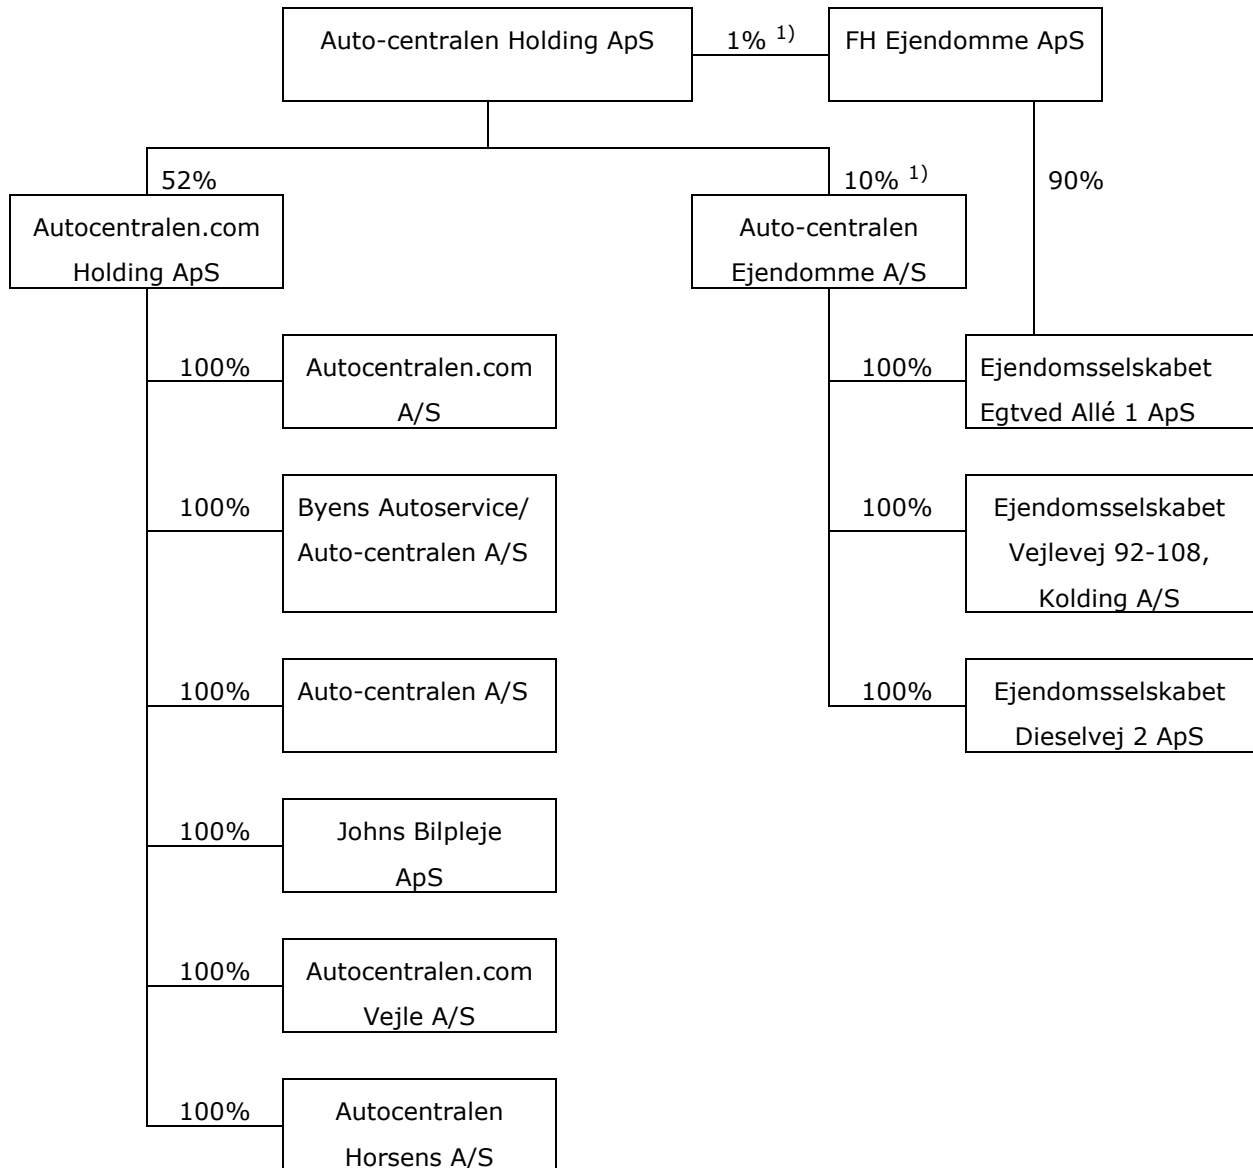 Auto-centralen Holding ApS
1% 1)
FH Ejendomme ApS
52%
10% 1)
90%
Autocentralen.com
Holding ApS
Auto-centralen
Ejendomme A/S
100%
Autocentralen.com
A/S
100%
Ejendomsselskabet
Egtved Allé 1 ApS
100%
Byens Autoservice/
Auto-centralen A/S
100%
Ejendomsselskabet
Vejlevej 92-108,
Kolding A/S
100%
Auto-centralen A/S
100%
Ejendomsselskabet
Dieselvej 2 ApS
100%
Johns Bilpleje
ApS
100%
Autocentralen.com
Vejle A/S
100%
Autocentralen
Horsens A/S